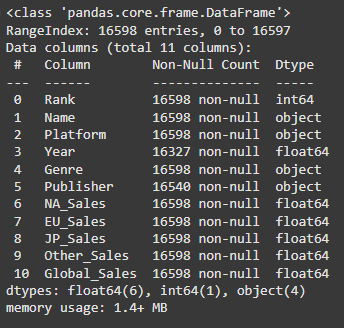 <class 'pandas.core.frame.DataFrame'>
RangeIndex: 16598 entries, 0 to 16597
Data columns (total 11 columns):
 #   Column        Non-Null Count  Dtype
---  ------        --------------  -----
 0   Rank          16598 non-null  int64
 1   Name          16598 non-null  object
 2   Platform      16598 non-null  object
 3   Year          16327 non-null  float64
 4   Genre         16598 non-null  object
 5   Publisher     16540 non-null  object
 6   NA_Sales      16598 non-null  float64
 7   EU_Sales      16598 non-null  float64
 8   JP_Sales      16598 non-null  float64
 9   Other_Sales   16598 non-null  float64
 10  Global_Sales  16598 non-null  float64
dtypes: float64(6), int64(1), object(4)
memory usage: 1.4+ MB